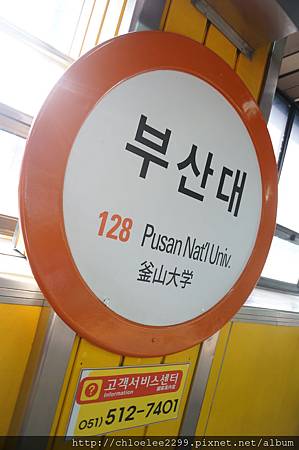 부산대
128 Pusan Nat'l Univ.
釜山大学
고객서비스센터
Information
051) 512-7401
http://chloelee2299.pixnet.net/album